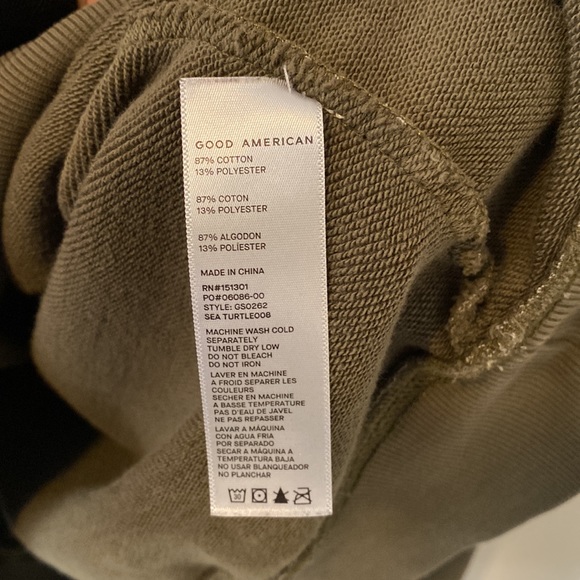 GOOD AMERICAN
87% COTTON
13% POLYESTER
87% COTON
13% POLYESTER
87% ALGODON
13% POLÍESTER
MADE IN CHINA
RN#151301
PO#06086-00
STYLE: GS0262
SEA TURTLE008
MACHINE WASH COLD
SEPARATELY
TUMBLE DRY LOW
DO NOT BLEACH
DO NOT IRON
LAVER EN MACHINE
A FROID SEPARER LES
COULEURS
SECHER EN MACHINE
A BASSE TEMPERATURE
PAS D'EAU DE JAVEL
NE PAS REPASSER
LAVAR A MÁQUINA
CON AGUA FRIA
POR SEPARADO
SECAR A MÁQUINA A
TEMPERATURA BAJA
NO USAR BLANQUEADOR
NO PLANCHAR
30